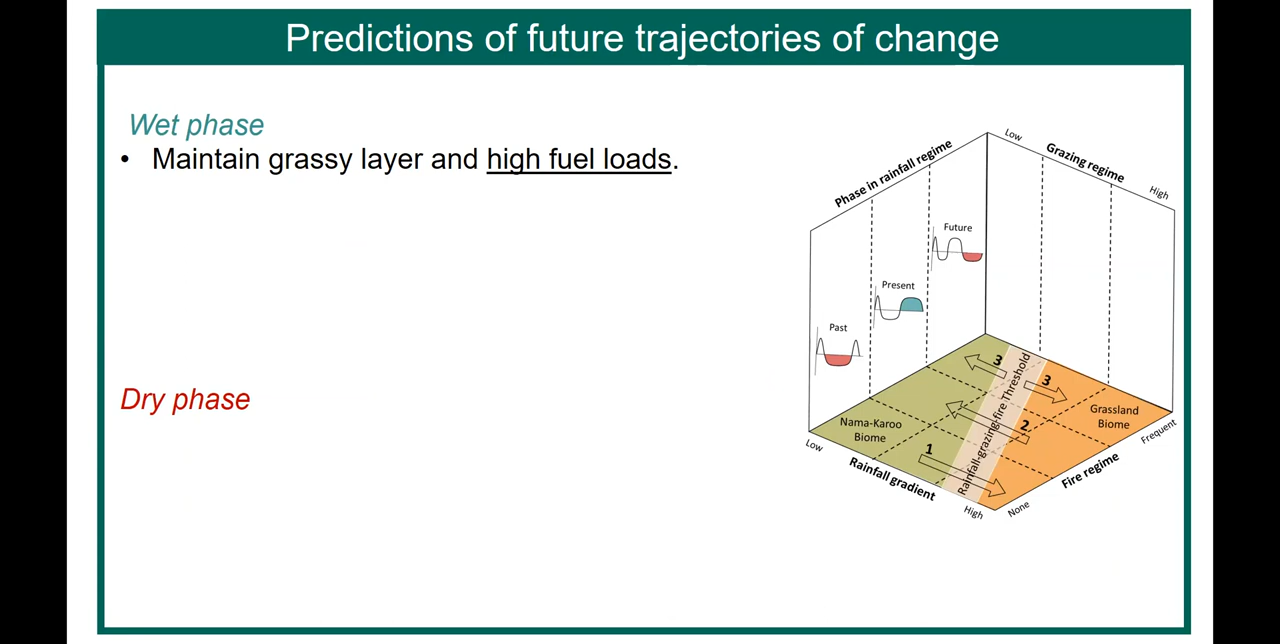 Predictions of future trajectories of change
Wet phase
• Maintain grassy layer and high fuel loads.
Dry phase
Phase in rainfall regime
Low
Grazing regime
High
Future
Present
Past
3
3
Rainfall-grazing-fire Threshold
2
1
Nama-Karoo
Biome
Grassland
Biome
Low
Rainfall gradient
High
None
Fire regime
Frequent